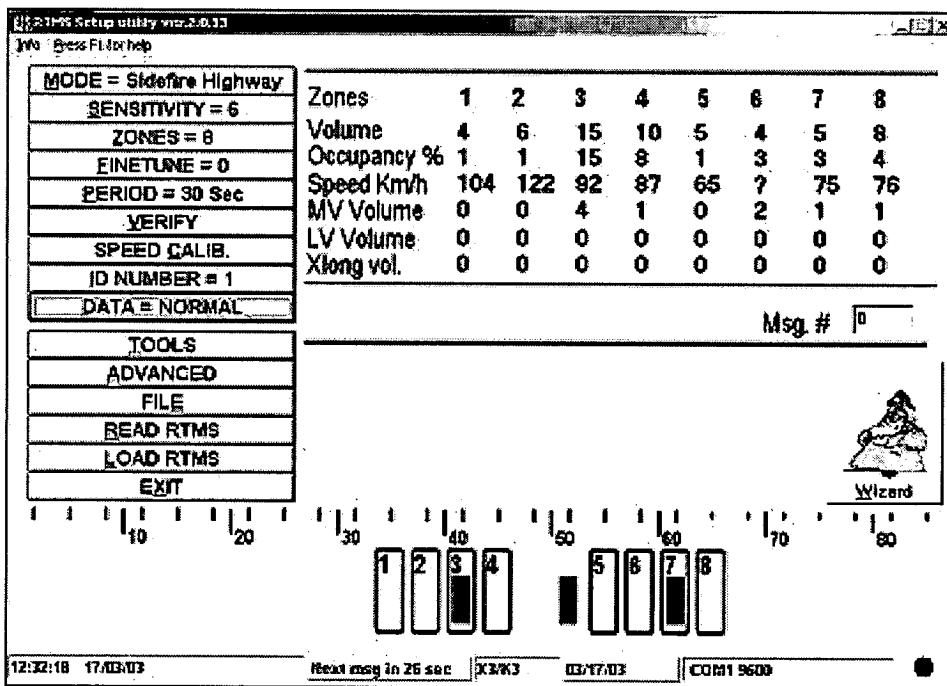 RTMS Setup utility ver.2.0.33
Info Press F1 for help
MODE = Sidefire Highway
SENSITIVITY = 6
ZONES = 8
FINETUNE = 0
PERIOD = 30 Sec
VERIFY
SPEED CALIB.
ID NUMBER = 1
DATA = NORMAL
TOOLS
ADVANCED
FILE
READ RTMS
LOAD RTMS
EXIT
Zones 1 2 3 4 5 6 7 8
Volume 4 6 15 10 5 4 5 8
Occupancy % 1 1 15 8 1 3 3 4
Speed Km/h 104 122 92 87 65 ? 75 76
MV Volume 0 0 4 1 0 2 1 1
LV Volume 0 0 0 0 0 0 0 0
Xlong vol. 0 0 0 0 0 0 0 0
Msg. # 0
Wizard
10 20 30 40 50 60 70 80
1 2 3 4 5 6 7 8
12:32:18 17/03/03 Next msg in 26 sec X3/K3 03/17/03 COM1 9600